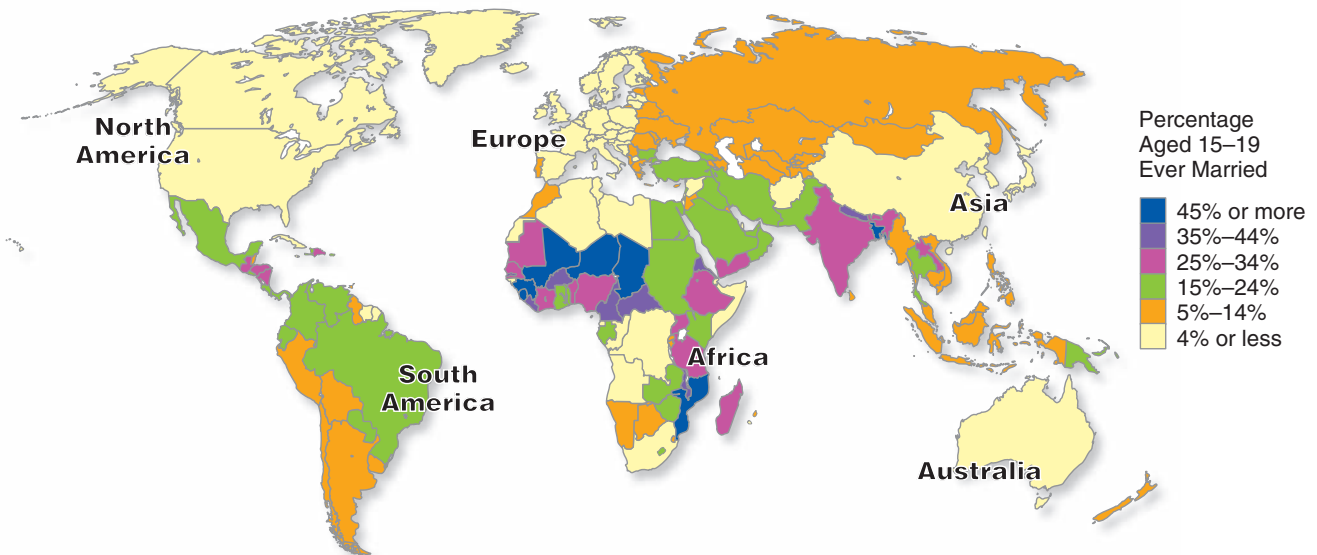 North
America
Europe
Asia
Africa
South
America
Australia
Percentage
Aged 15–19
Ever Married
45% or more
35%–44%
25%–34%
15%–24%
5%–14%
4% or less